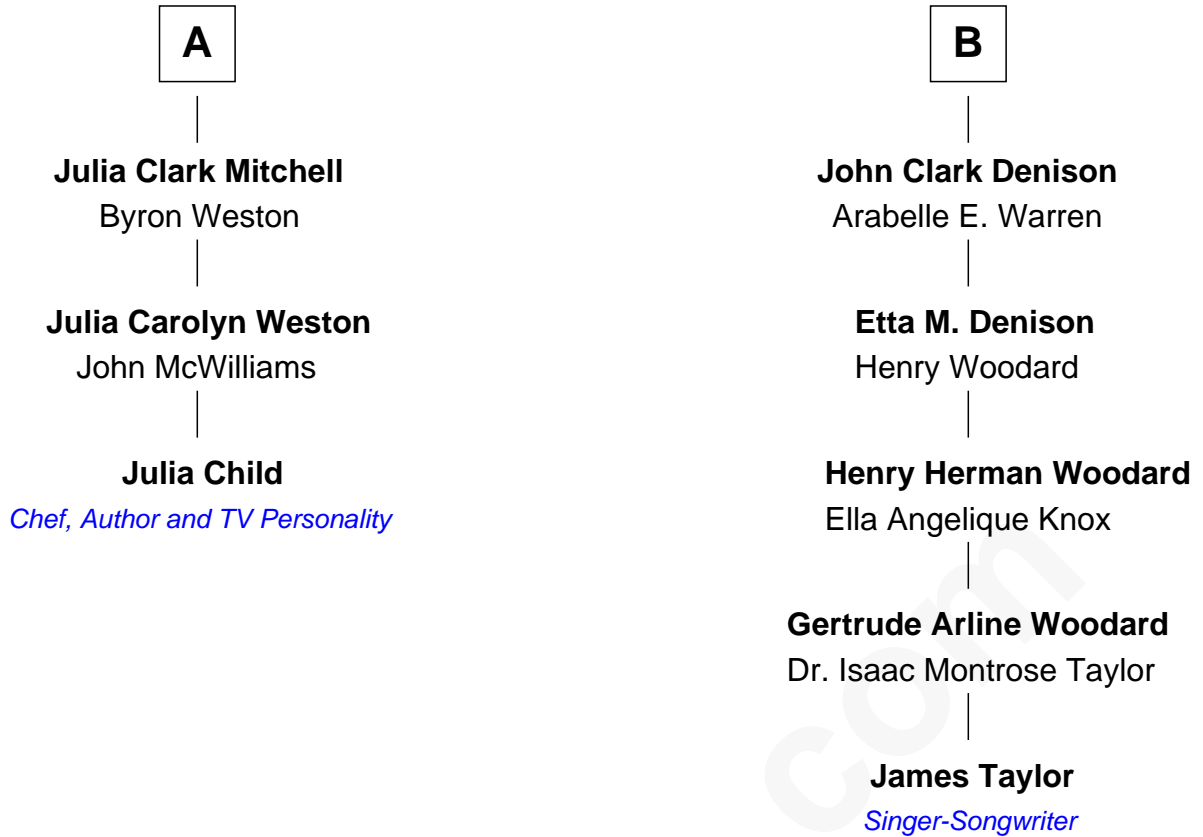 A
Julia Clark Mitchell
Byron Weston
Julia Carolyn Weston
John McWilliams
Julia Child
Chef, Author and TV Personality
B
John Clark Denison
Arabelle E. Warren
Etta M. Denison
Henry Woodard
Henry Herman Woodard
Ella Angelique Knox
Gertrude Arline Woodard
Dr. Isaac Montrose Taylor
James Taylor
Singer-Songwriter
com